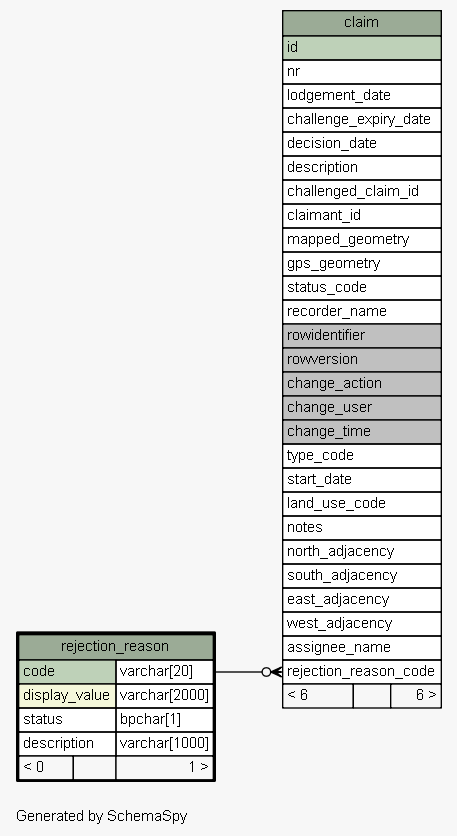 claim
id
nr
lodgement_date
challenge_expiry_date
decision_date
description
challenged_claim_id
claimant_id
mapped_geometry
gps_geometry
status_code
recorder_name
rowidentifier
rowversion
change_action
change_user
change_time
type_code
start_date
land_use_code
notes
north_adjacency
south_adjacency
east_adjacency
west_adjacency
assignee_name
rejection_reason_code
< 6 6 >
rejection_reason
code varchar[20]
display_value varchar[2000]
status bpchar[1]
description varchar[1000]
< 0 1 >
Generated by SchemaSpy